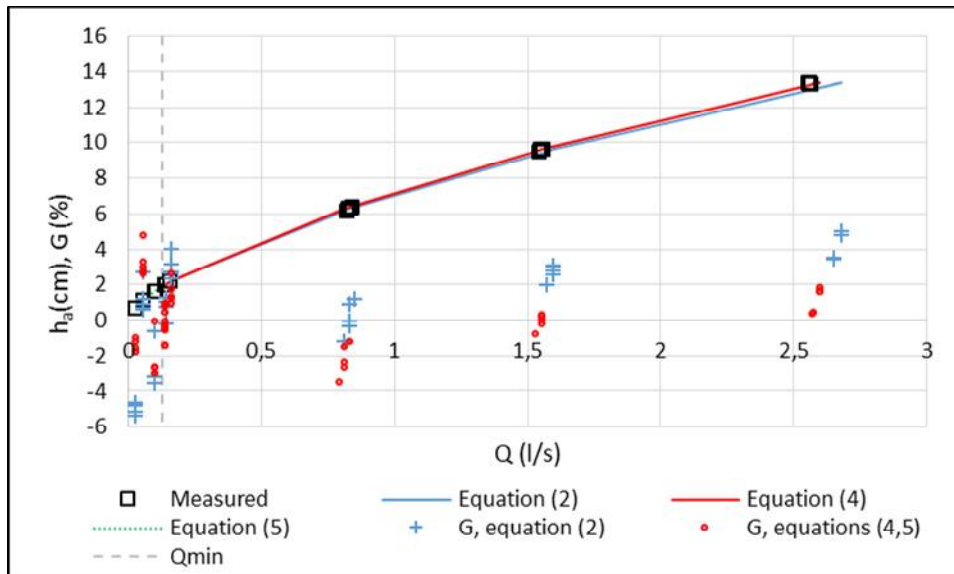 16
14
12
10
8
6
4
2
0
-2
-4
-6
0 0,5 1 1,5 2 2,5 3
hₐ(cm), G (%)
Q (l/s)
Measured Equation (2) Equation (4)
Equation (5) G, equation (2) G, equations (4,5)
Qmin